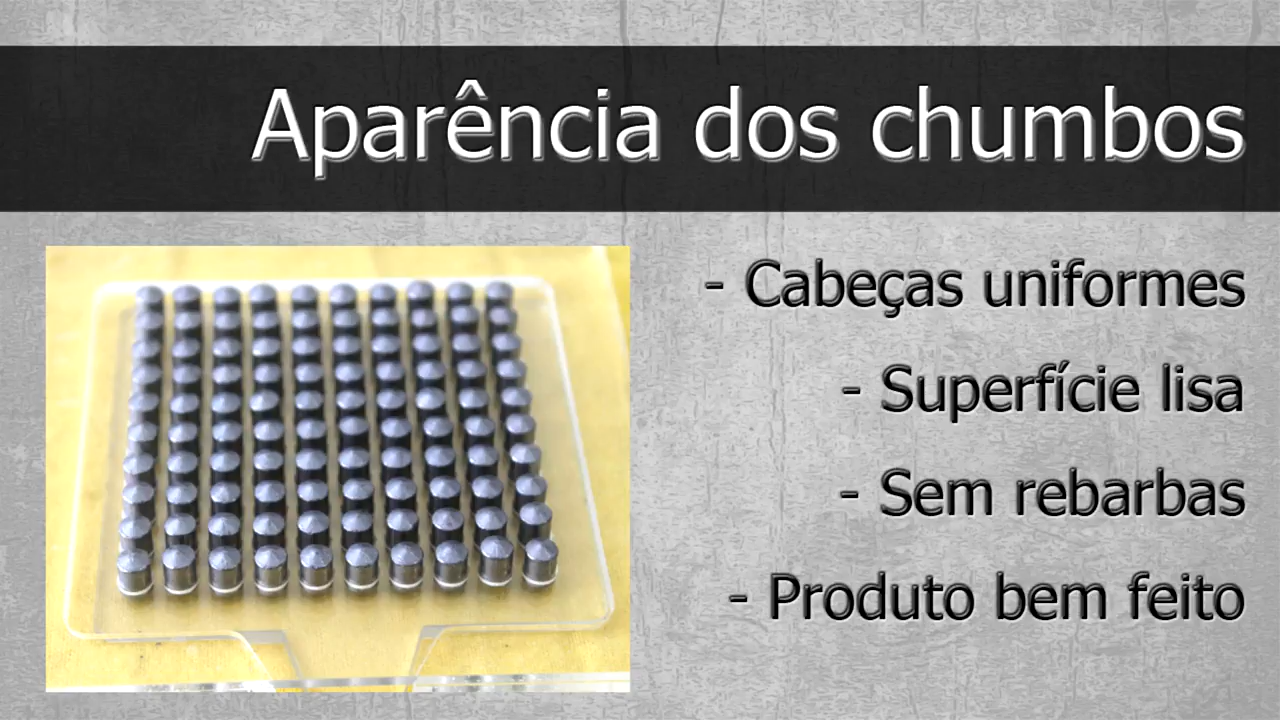 Aparência dos chumbos
- Cabeças uniformes
- Superfície lisa
- Sem rebarbas
- Produto bem feito